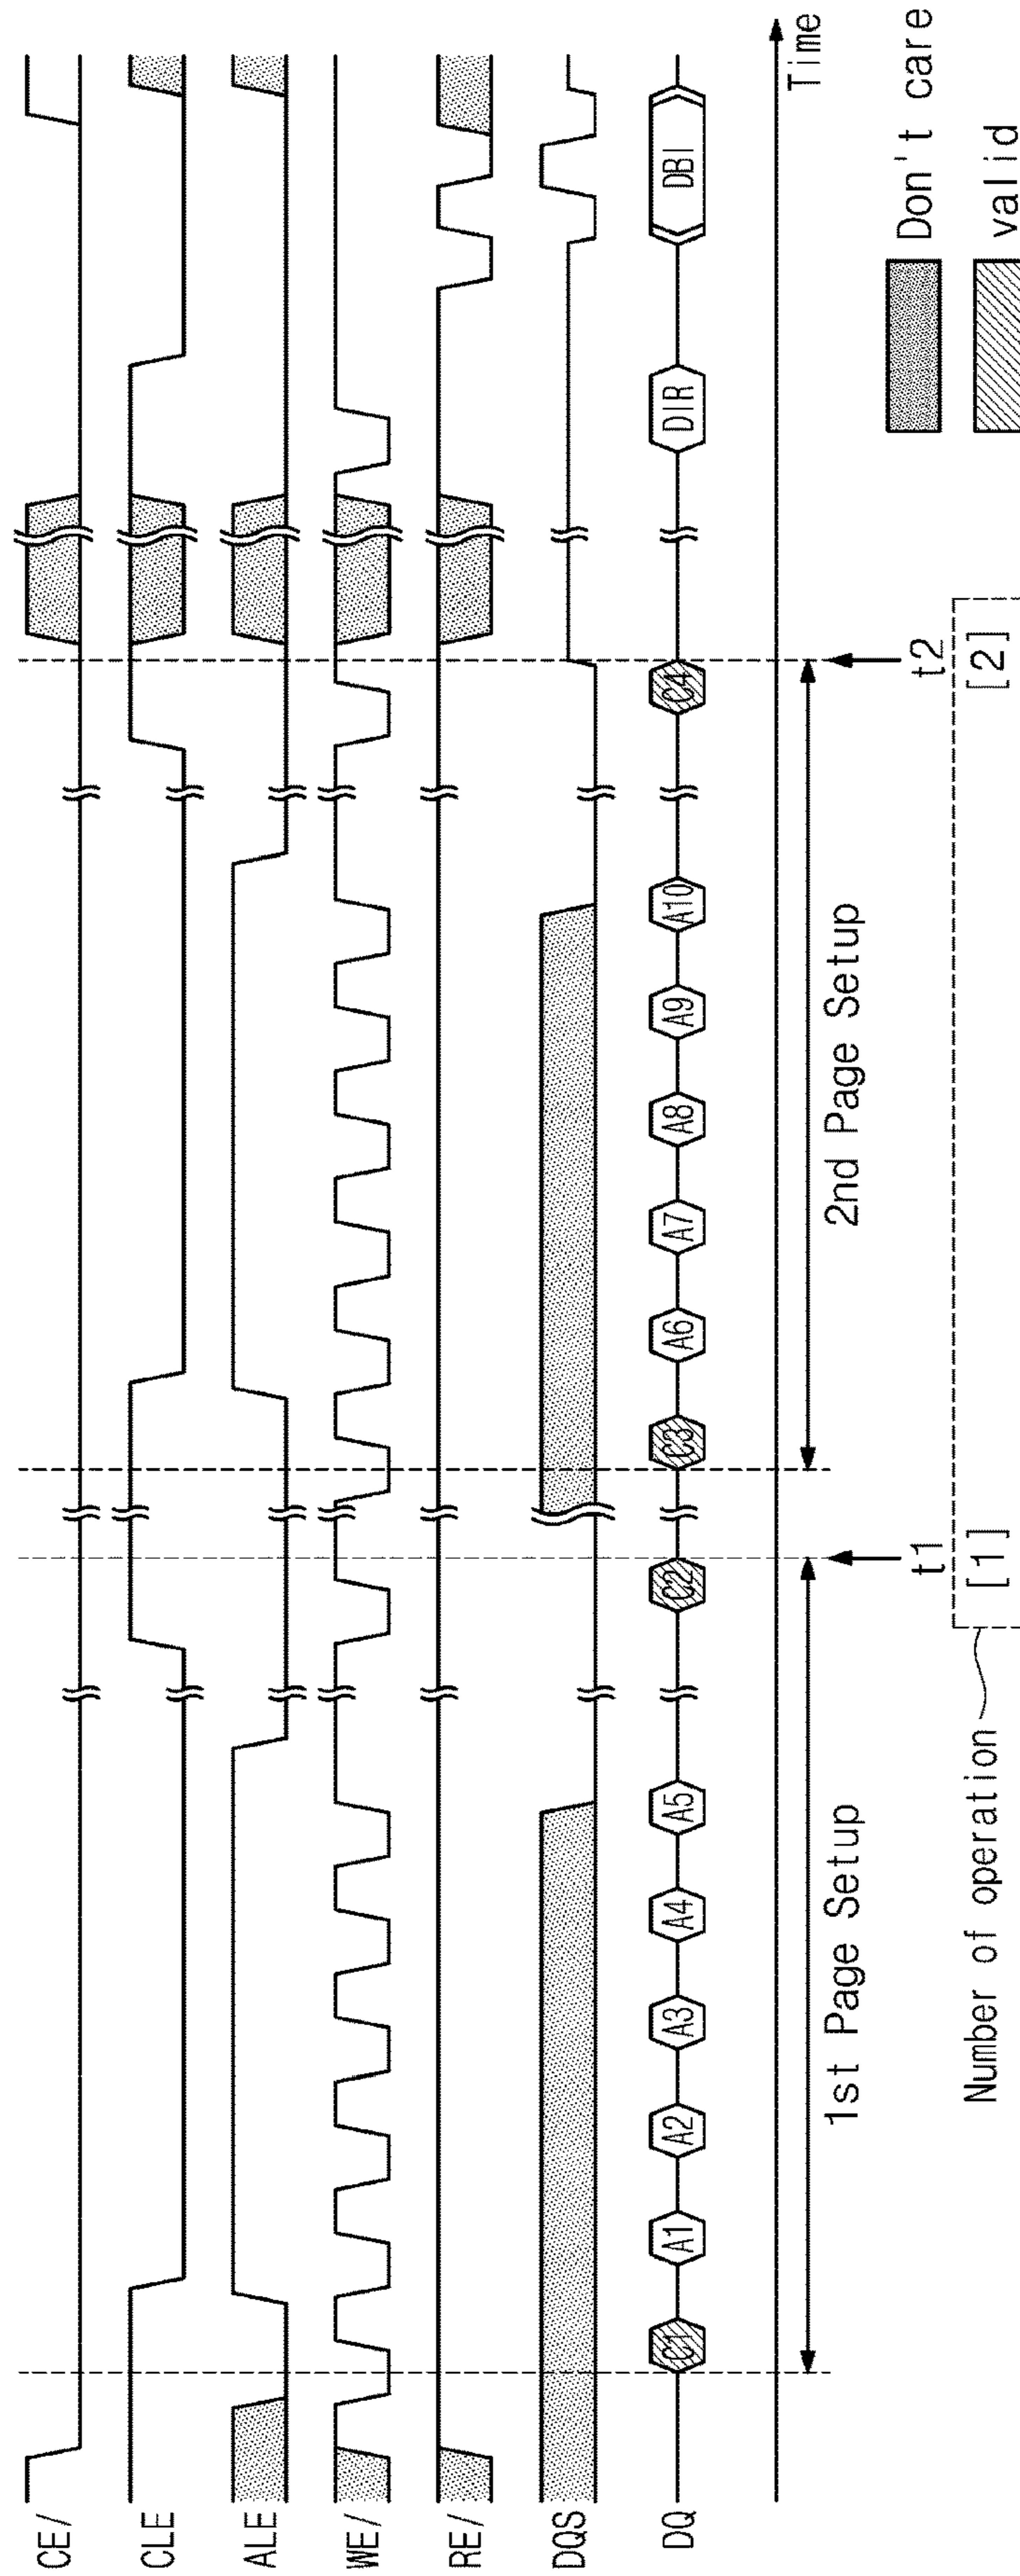 CE/
CLE
ALE
WE/
RE/
DQS
DQ
C1
A1
A2
A3
A4
A5
C2
C3
A6
A7
A8
A9
A10
C4
DIR
DBI
Time
1st Page Setup
2nd Page Setup
t1
t2
Number of operation
[1]
[2]
Don't care
valid